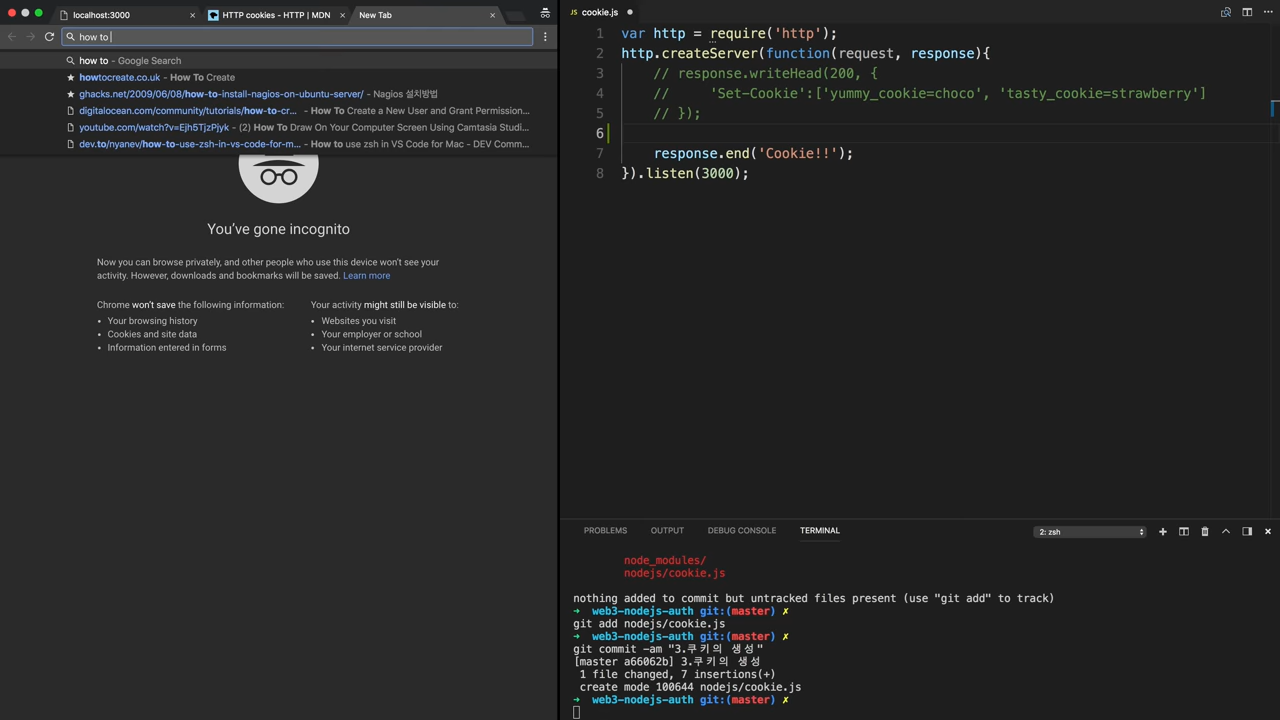 localhost:3000
HTTP cookies - HTTP | MDN
New Tab
how to
how to - Google Search
howtocreate.co.uk - How To Create
ghacks.net/2009/06/08/how-to-install-nagios-on-ubuntu-server/ - Nagios 설치방법
digitalocean.com/community/tutorials/how-to-cr... - How To Create a New User and Grant Permission...
youtube.com/watch?v=Ejh5TjzPjyk - (2) How To Draw On Your Computer Screen Using Camtasia Studi...
dev.to/nyanev/how-to-use-zsh-in-vs-code-for-m... - How to use zsh in VS Code for Mac - DEV Comm...
You've gone incognito
Now you can browse privately, and other people who use this device won't see your
activity. However, downloads and bookmarks will be saved. Learn more
Chrome won't save the following information:
• Your browsing history
• Cookies and site data
• Information entered in forms
Your activity might still be visible to:
• Websites you visit
• Your employer or school
• Your internet service provider
JS cookie.js
1 var http = require('http');
2 http.createServer(function(request, response){
3 // response.writeHead(200, {
4 // 'Set-Cookie':['yummy_cookie=choco', 'tasty_cookie=strawberry']
5 // });
6
7 response.end('Cookie!!');
8 }).listen(3000);
PROBLEMS OUTPUT DEBUG CONSOLE TERMINAL
2: zsh
node_modules/
nodejs/cookie.js
nothing added to commit but untracked files present (use "git add" to track)
➜ web3-nodejs-auth git:(master) ✗
git add nodejs/cookie.js
➜ web3-nodejs-auth git:(master) ✗
git commit -am "3.쿠키의 생성"
[master a66062b] 3.쿠키의 생성
1 file changed, 7 insertions(+)
create mode 100644 nodejs/cookie.js
➜ web3-nodejs-auth git:(master) ✗